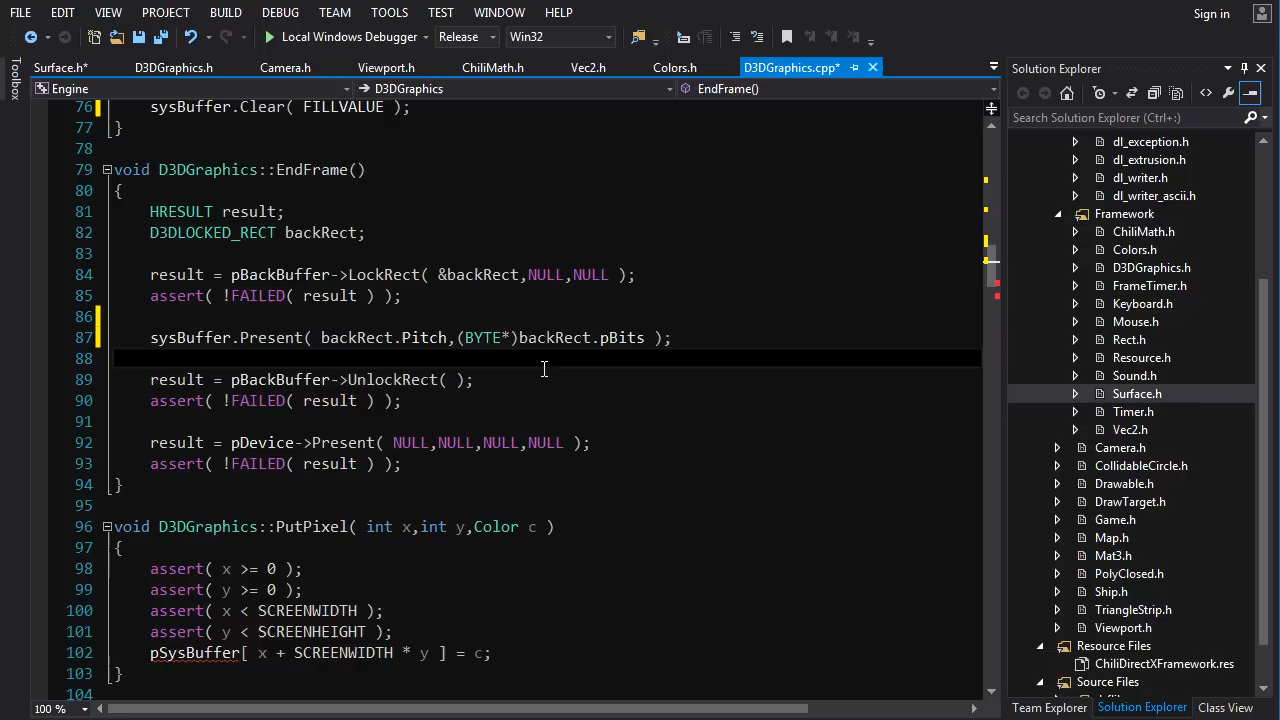 FILE EDIT VIEW PROJECT BUILD DEBUG TEAM TOOLS TEST WINDOW HELP Sign in
Local Windows Debugger Release Win32
Toolbox
Surface.h* D3DGraphics.h Camera.h Viewport.h ChiliMath.h Vec2.h Colors.h D3DGraphics.cpp*
Engine D3DGraphics EndFrame()
76 sysBuffer.Clear( FILLVALUE );
77 }
78
79 void D3DGraphics::EndFrame()
80 {
81 HRESULT result;
82 D3DLOCKED_RECT backRect;
83
84 result = pBackBuffer->LockRect( &backRect,NULL,NULL );
85 assert( !FAILED( result ) );
86
87 sysBuffer.Present( backRect.Pitch,(BYTE*)backRect.pBits );
88
89 result = pBackBuffer->UnlockRect( );
90 assert( !FAILED( result ) );
91
92 result = pDevice->Present( NULL,NULL,NULL,NULL );
93 assert( !FAILED( result ) );
94 }
95
96 void D3DGraphics::PutPixel( int x,int y,Color c )
97 {
98 assert( x >= 0 );
99 assert( y >= 0 );
100 assert( x < SCREENWIDTH );
101 assert( y < SCREENHEIGHT );
102 pSysBuffer[ x + SCREENWIDTH * y ] = c;
103 }
104
100 %
Solution Explorer
Search Solution Explorer (Ctrl+;)
dl_exception.h
dl_extrusion.h
dl_writer.h
dl_writer_ascii.h
Framework
ChiliMath.h
Colors.h
D3DGraphics.h
FrameTimer.h
Keyboard.h
Mouse.h
Rect.h
Resource.h
Sound.h
Surface.h
Timer.h
Vec2.h
Camera.h
CollidableCircle.h
Drawable.h
DrawTarget.h
Game.h
Map.h
Mat3.h
PolyClosed.h
Ship.h
TriangleStrip.h
Viewport.h
Resource Files
ChiliDirectXFramework.res
Source Files
Team Explorer Solution Explorer Class View